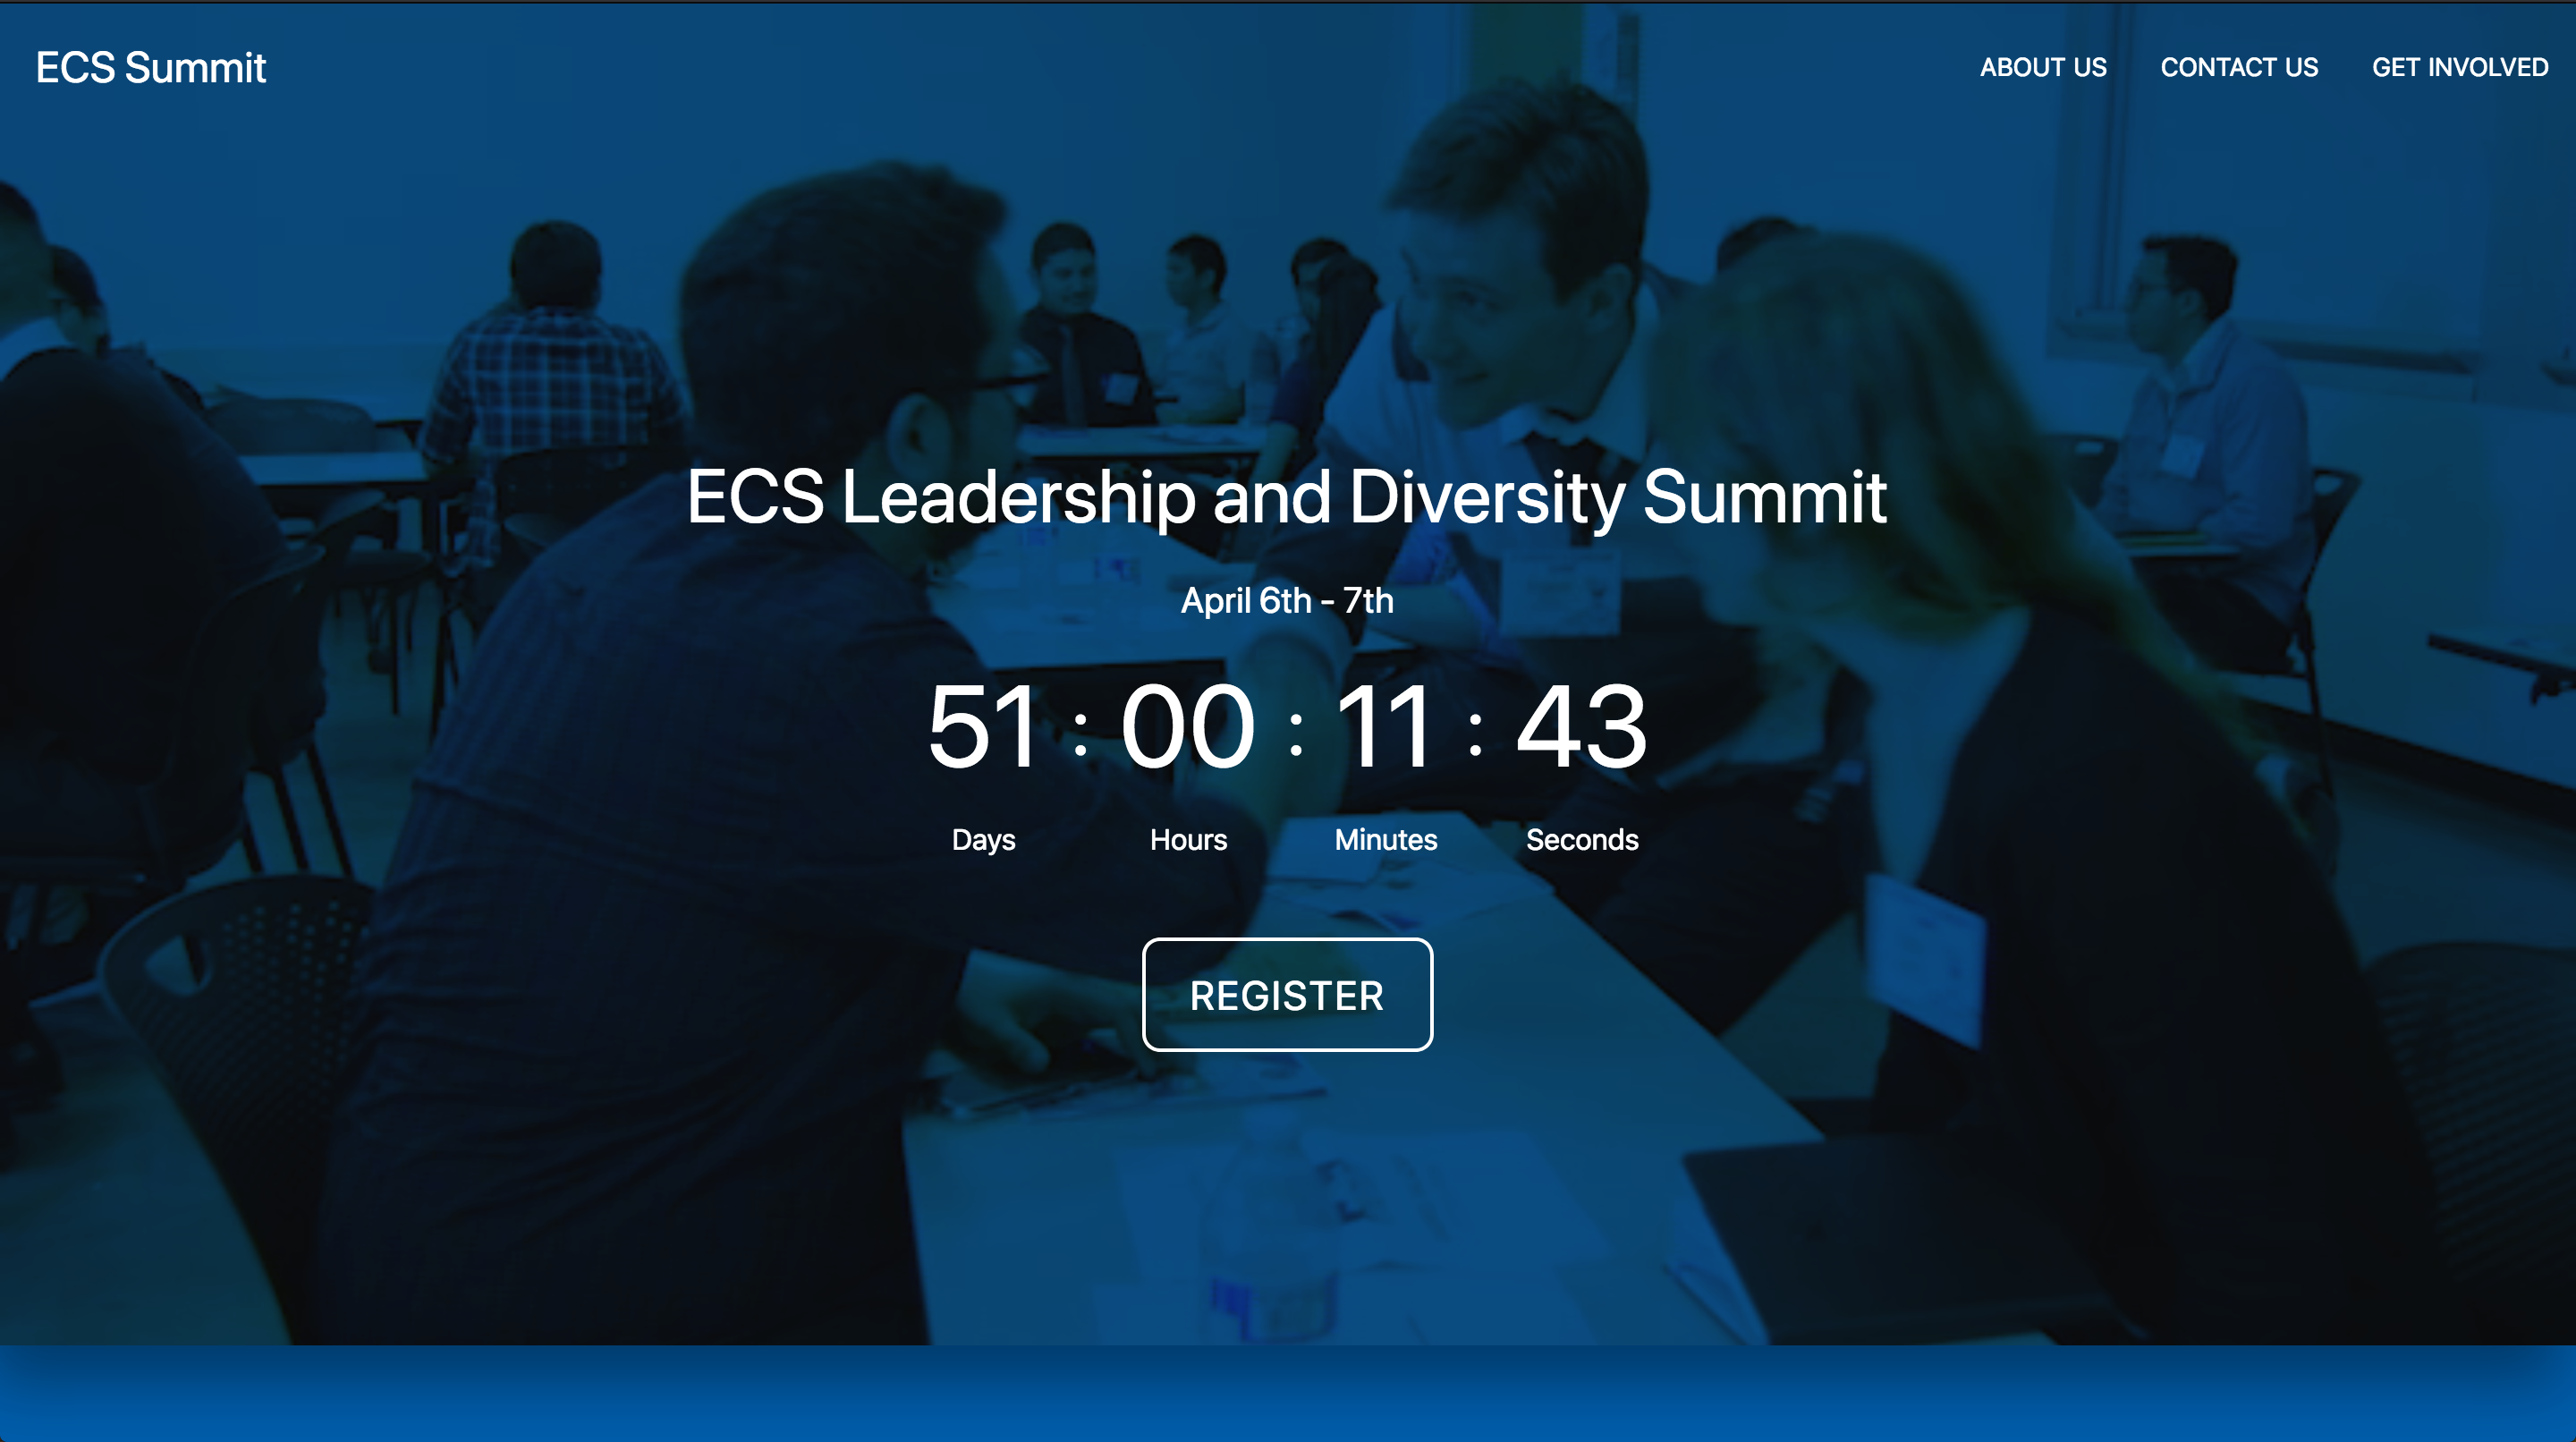 ECS Summit
ABOUT US CONTACT US GET INVOLVED
ECS Leadership and Diversity Summit
April 6th - 7th
51 : 00 : 11 : 43
Days Hours Minutes Seconds
REGISTER